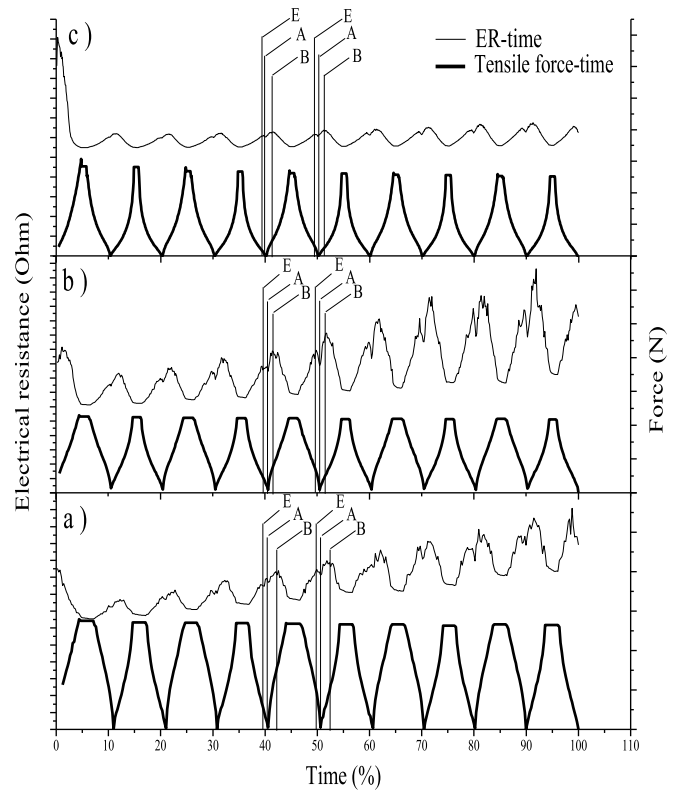 c )
E
A
B
E
A
B
ER-time
Tensile force-time
b )
E
A
B
E
A
B
a )
E
A
B
E
A
B
Electrical resistance (Ohm)
Force (N)
0 10 20 30 40 50 60 70 80 90 100 110
Time (%)